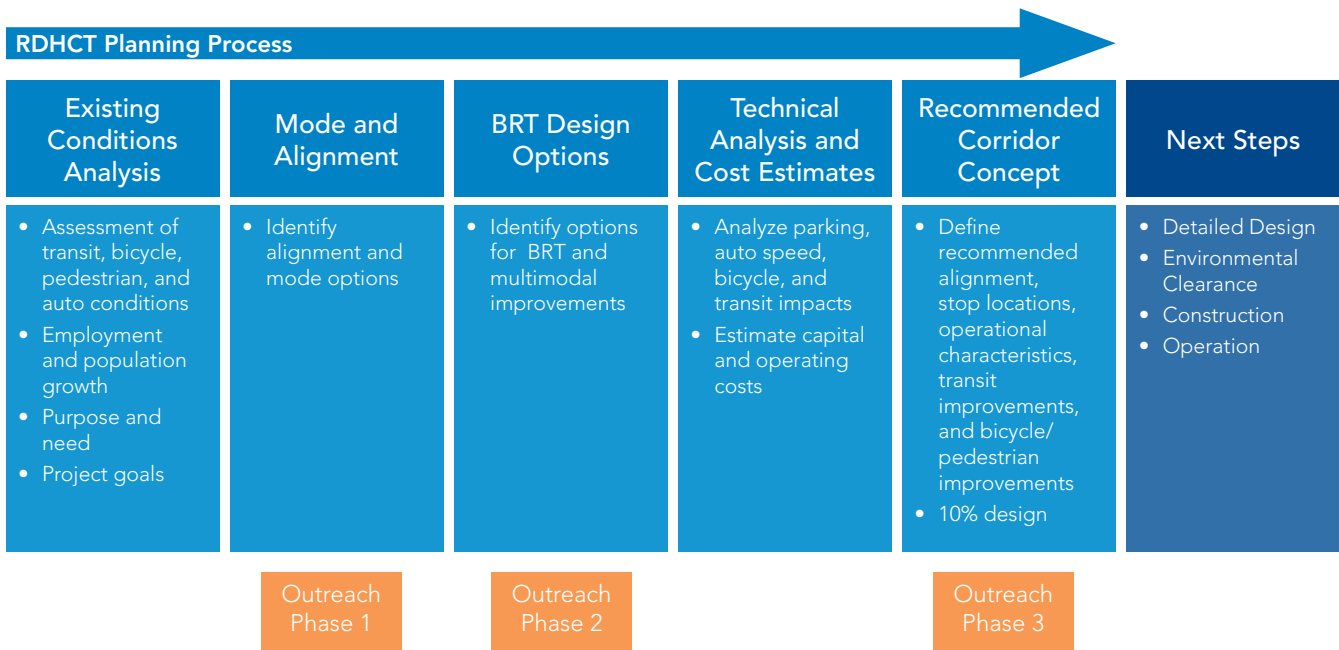 RDHCT Planning Process
Existing
Conditions
Analysis
• Assessment of
transit, bicycle,
pedestrian, and
auto conditions
• Employment
and population
growth
• Purpose and
need
• Project goals
Mode and
Alignment
• Identify
alignment and
mode options
BRT Design
Options
• Identify options
for BRT and
multimodal
improvements
Technical
Analysis and
Cost Estimates
• Analyze parking,
auto speed,
bicycle, and
transit impacts
• Estimate capital
and operating
costs
Recommended
Corridor
Concept
• Define
recommended
alignment,
stop locations,
operational
characteristics,
transit
improvements,
and bicycle/
pedestrian
improvements
• 10% design
Next Steps
• Detailed Design
• Environmental
Clearance
• Construction
• Operation
Outreach
Phase 1
Outreach
Phase 2
Outreach
Phase 3